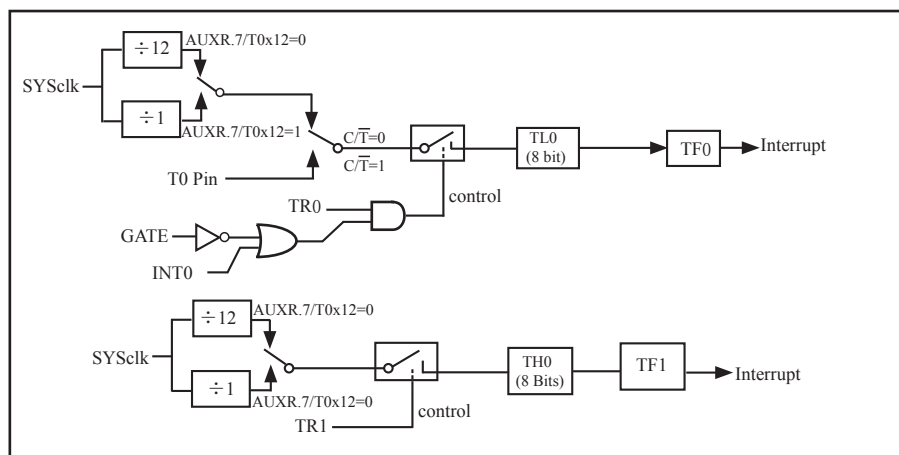 ÷12
AUXR.7/T0x12=0
SYSclk
÷1
AUXR.7/T0x12=1
C/T̅=0
C/T̅=1
T0 Pin
TL0
(8 bit)
TF0
Interrupt
control
TR0
GATE
INT0
÷12
AUXR.7/T0x12=0
SYSclk
÷1
AUXR.7/T0x12=0
TR1
control
TH0
(8 Bits)
TF1
Interrupt